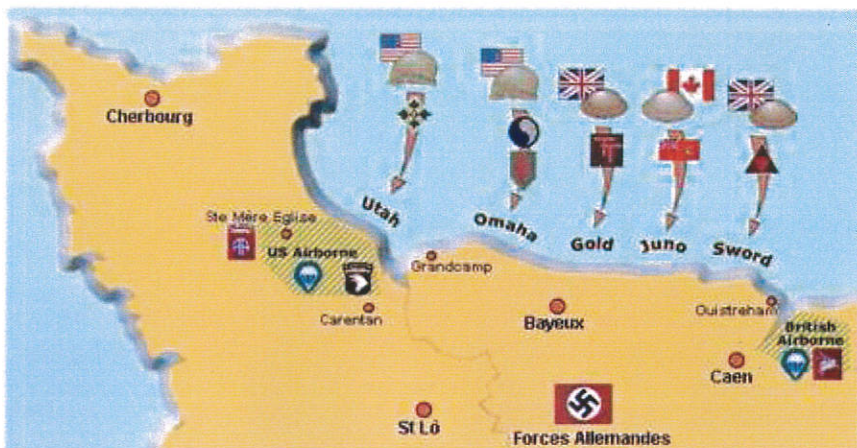 Cherbourg
Utah
Omaha
Gold
Juno
Sword
Ste Mère Eglise
US Airborne
Grandcamp
Carentan
Bayeux
Ouistreham
British
Airborne
Caen
St Lô
Forces Allemandes